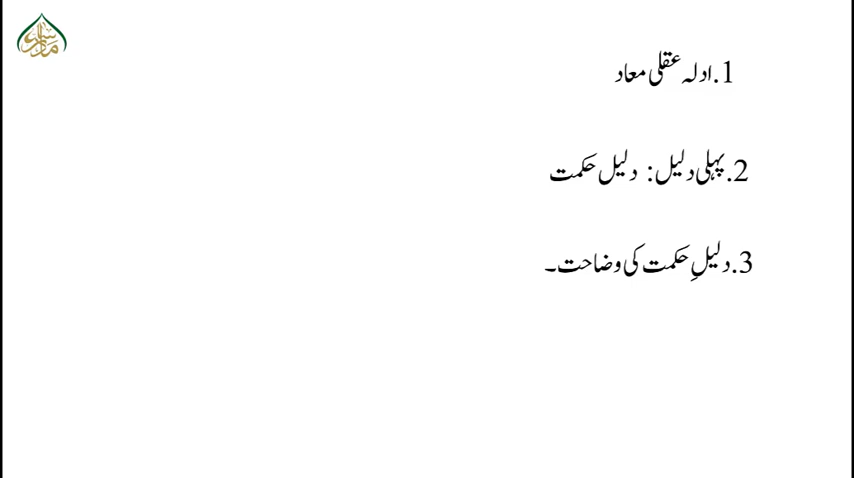 1. ادلہ عقلی معاد
2. پہلی دلیل : دلیل حکمت
3. دلیلِ حکمت کی وضاحت۔